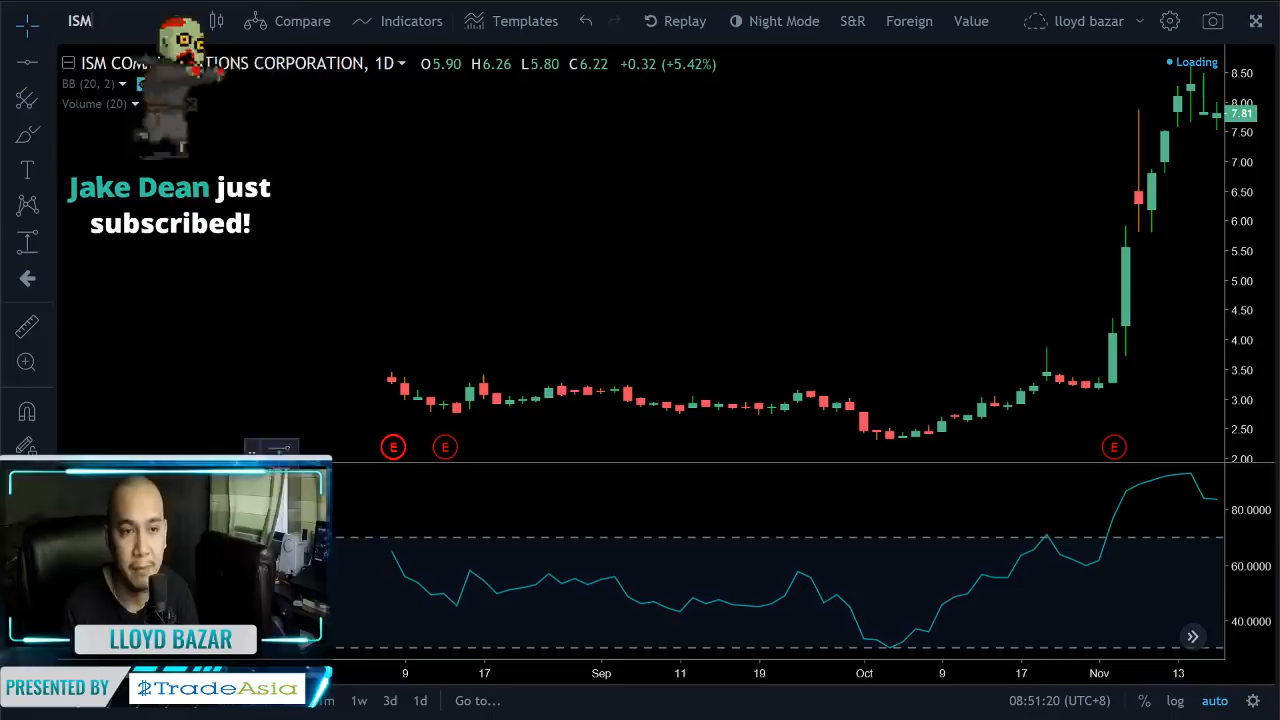 ISM
Compare
Indicators
Templates
Replay
Night Mode
S&R
Foreign
Value
lloyd bazar
ISM COM
TIONS CORPORATION, 1D
O5.90 H6.26 L5.80 C6.22 +0.32 (+5.42%)
Loading
BB (20, 2)
Volume (20)
Jake Dean just
subscribed!
8.50
8.00
7.81
7.50
7.00
6.50
6.00
5.50
5.00
4.50
4.00
3.50
3.00
2.50
2.00
E
E
E
80.0000
60.0000
40.0000
LLOYD BAZAR
PRESENTED BY
TradeAsia
9
17
Sep
11
19
Oct
9
17
Nov
13
1w
3d
1d
Go to...
08:51:20 (UTC+8)
%
log
auto